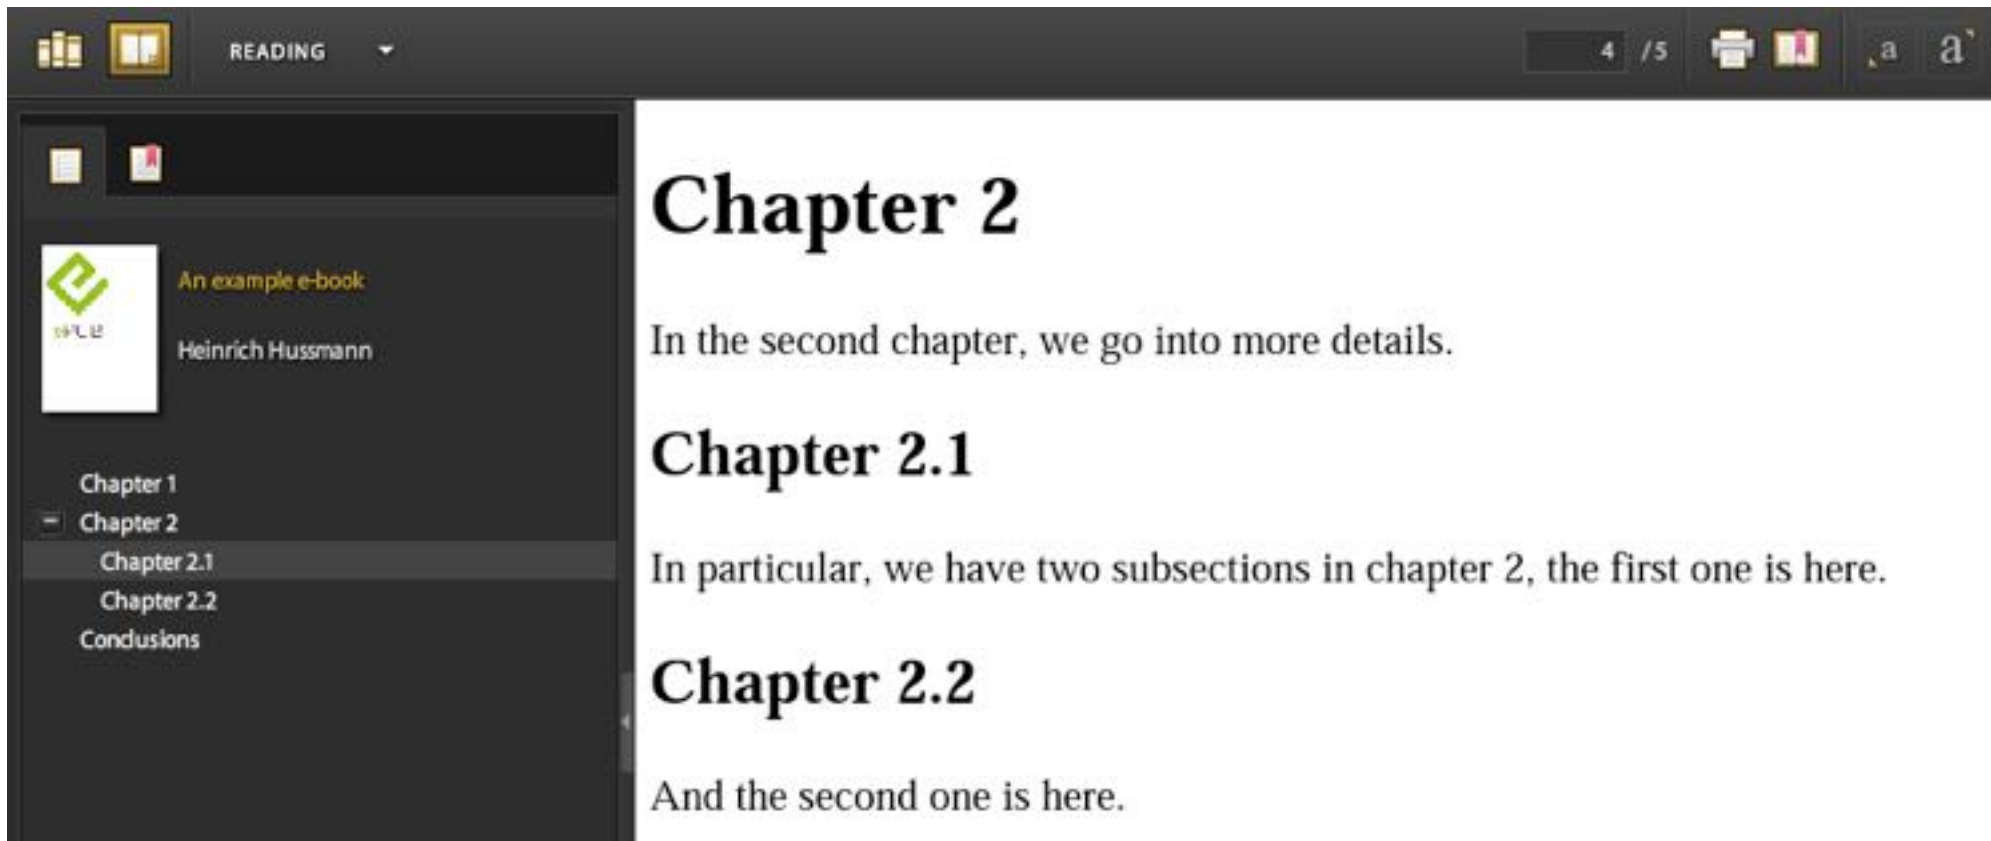 READING
4 /5
a a
An example e-book
Heinrich Hussmann
Chapter 1
Chapter 2
Chapter 2.1
Chapter 2.2
Conclusions
Chapter 2
In the second chapter, we go into more details.
Chapter 2.1
In particular, we have two subsections in chapter 2, the first one is here.
Chapter 2.2
And the second one is here.